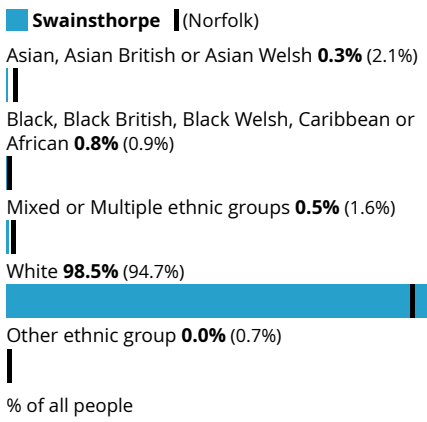 Swainsthorpe (Norfolk)
Asian, Asian British or Asian Welsh 0.3% (2.1%)
Black, Black British, Black Welsh, Caribbean or
African 0.8% (0.9%)
Mixed or Multiple ethnic groups 0.5% (1.6%)
White 98.5% (94.7%)
Other ethnic group 0.0% (0.7%)
% of all people